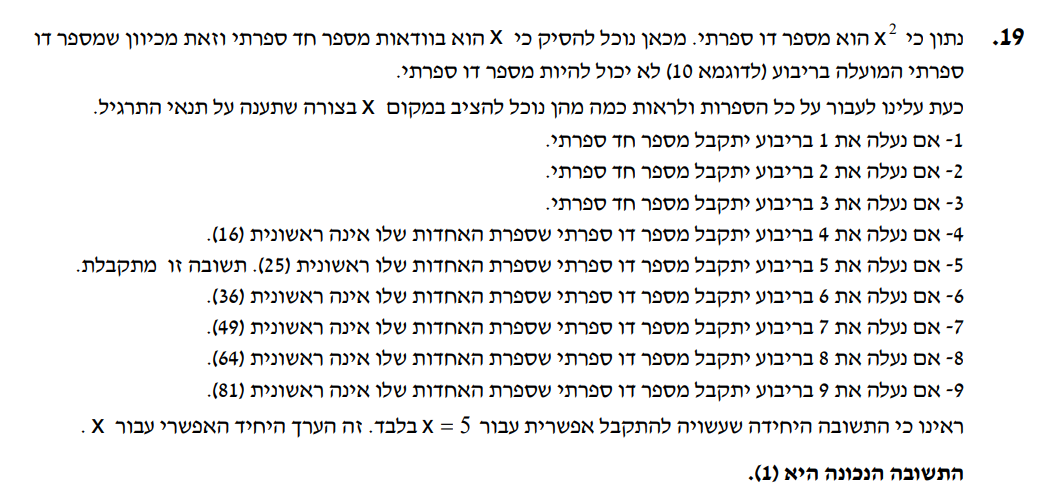 19. נתון כי x² הוא מספר דו ספרתי. מכאן נוכל להסיק כי x הוא בוודאות מספר חד ספרתי וזאת מכיוון שמספר דו
ספרתי המועלה בריבוע (לדוגמא 10) לא יכול להיות מספר דו ספרתי.
כעת עלינו לעבור על כל הספרות ולראות כמה מהן נוכל להציב במקום x בצורה שתענה על תנאי התרגיל.
1- אם נעלה את 1 בריבוע יתקבל מספר חד ספרתי.
2- אם נעלה את 2 בריבוע יתקבל מספר חד ספרתי.
3- אם נעלה את 3 בריבוע יתקבל מספר חד ספרתי.
4- אם נעלה את 4 בריבוע יתקבל מספר דו ספרתי שספרת האחדות שלו אינה ראשונית (16).
5- אם נעלה את 5 בריבוע יתקבל מספר דו ספרתי שספרת האחדות שלו ראשונית (25). תשובה זו מתקבלת.
6- אם נעלה את 6 בריבוע יתקבל מספר דו ספרתי שספרת האחדות שלו אינה ראשונית (36).
7- אם נעלה את 7 בריבוע יתקבל מספר דו ספרתי שספרת האחדות שלו אינה ראשונית (49).
8- אם נעלה את 8 בריבוע יתקבל מספר דו ספרתי שספרת האחדות שלו אינה ראשונית (64).
9- אם נעלה את 9 בריבוע יתקבל מספר דו ספרתי שספרת האחדות שלו אינה ראשונית (81).
ראינו כי התשובה היחידה שעשויה להתקבל אפשרית עבור x = 5 בלבד. זה הערך היחיד האפשרי עבור x .
התשובה הנכונה היא (1).